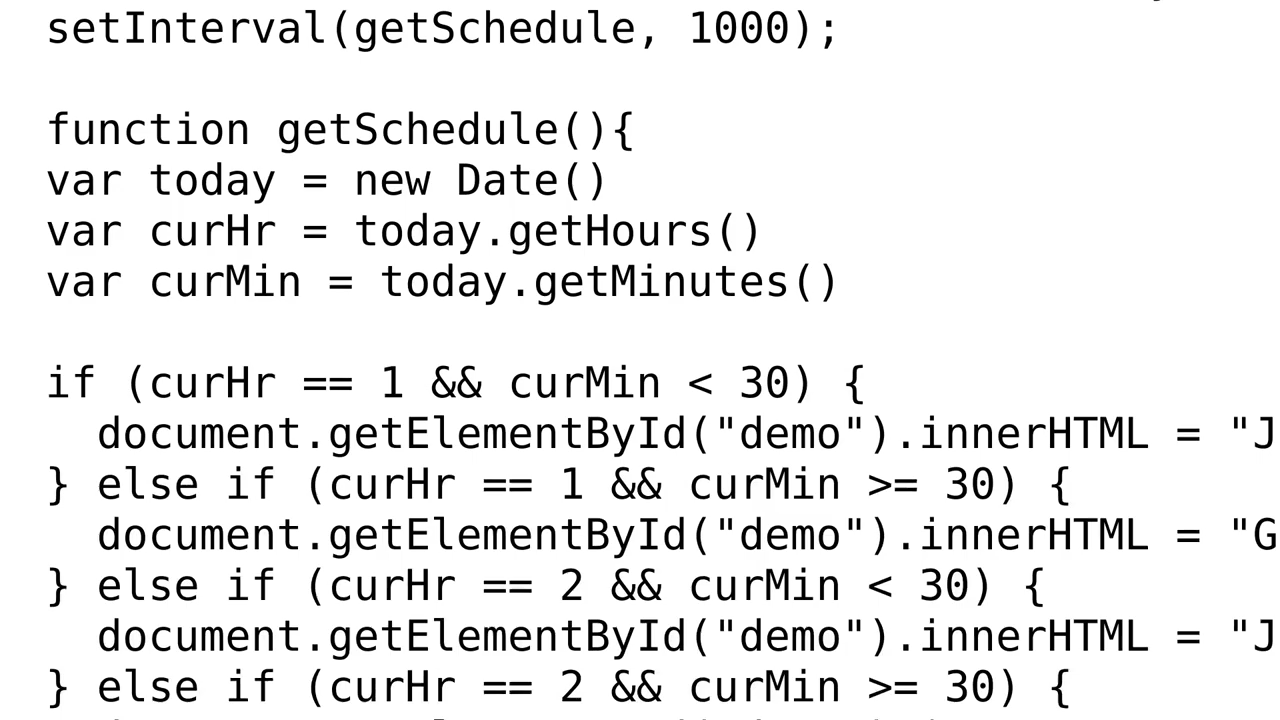 setInterval(getSchedule, 1000);
function getSchedule(){
var today = new Date()
var curHr = today.getHours()
var curMin = today.getMinutes()
if (curHr == 1 && curMin < 30) {
document.getElementById("demo").innerHTML = "J
} else if (curHr == 1 && curMin >= 30) {
document.getElementById("demo").innerHTML = "G
} else if (curHr == 2 && curMin < 30) {
document.getElementById("demo").innerHTML = "J
} else if (curHr == 2 && curMin >= 30) {